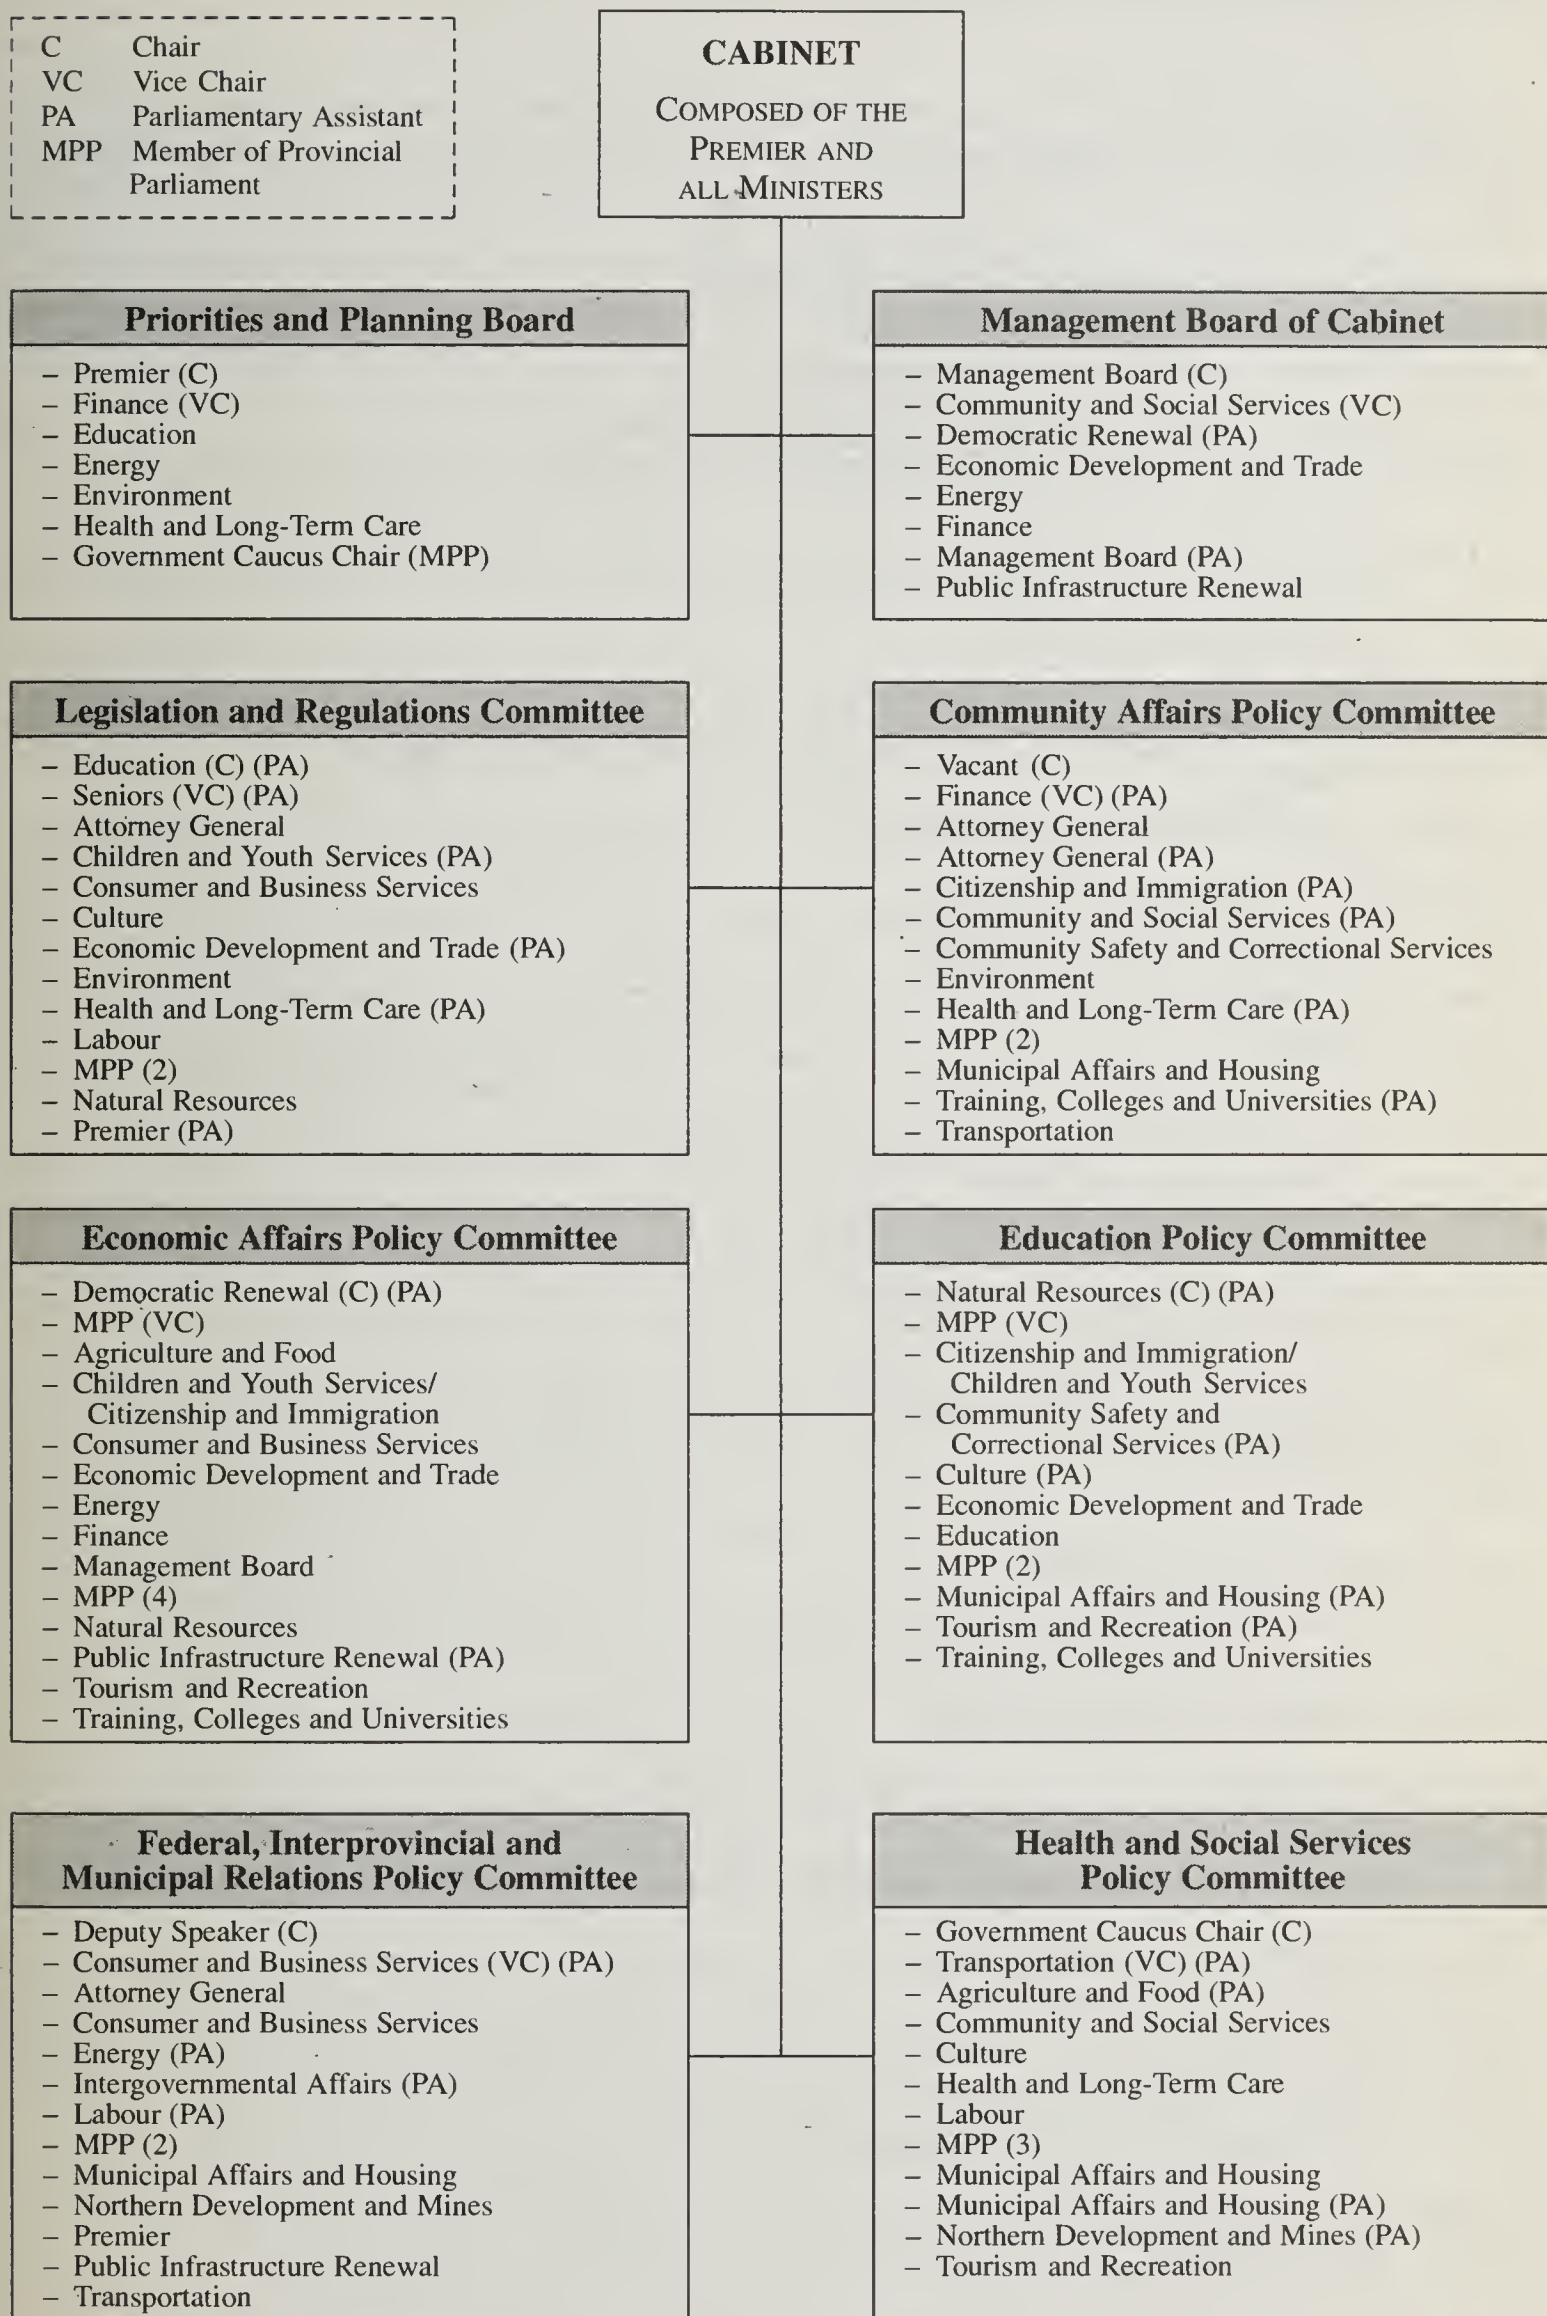 C Chair
VC Vice Chair
PA Parliamentary Assistant
MPP Member of Provincial
Parliament
CABINET
COMPOSED OF THE
PREMIER AND
ALL MINISTERS
Priorities and Planning Board
– Premier (C)
– Finance (VC)
– Education
– Energy
– Environment
– Health and Long-Term Care
– Government Caucus Chair (MPP)
Management Board of Cabinet
– Management Board (C)
– Community and Social Services (VC)
– Democratic Renewal (PA)
– Economic Development and Trade
– Energy
– Finance
– Management Board (PA)
– Public Infrastructure Renewal
Legislation and Regulations Committee
– Education (C) (PA)
– Seniors (VC) (PA)
– Attorney General
– Children and Youth Services (PA)
– Consumer and Business Services
– Culture
– Economic Development and Trade (PA)
– Environment
– Health and Long-Term Care (PA)
– Labour
– MPP (2)
– Natural Resources
– Premier (PA)
Community Affairs Policy Committee
– Vacant (C)
– Finance (VC) (PA)
– Attorney General
– Attorney General (PA)
– Citizenship and Immigration (PA)
– Community and Social Services (PA)
– Community Safety and Correctional Services
– Environment
– Health and Long-Term Care (PA)
– MPP (2)
– Municipal Affairs and Housing
– Training, Colleges and Universities (PA)
– Transportation
Economic Affairs Policy Committee
– Democratic Renewal (C) (PA)
– MPP (VC)
– Agriculture and Food
– Children and Youth Services/
Citizenship and Immigration
– Consumer and Business Services
– Economic Development and Trade
– Energy
– Finance
– Management Board
– MPP (4)
– Natural Resources
– Public Infrastructure Renewal (PA)
– Tourism and Recreation
– Training, Colleges and Universities
Education Policy Committee
– Natural Resources (C) (PA)
– MPP (VC)
– Citizenship and Immigration/
Children and Youth Services
– Community Safety and
Correctional Services (PA)
– Culture (PA)
– Economic Development and Trade
– Education
– MPP (2)
– Municipal Affairs and Housing (PA)
– Tourism and Recreation (PA)
– Training, Colleges and Universities
Federal, Interprovincial and
Municipal Relations Policy Committee
– Deputy Speaker (C)
– Consumer and Business Services (VC) (PA)
– Attorney General
– Consumer and Business Services
– Energy (PA)
– Intergovernmental Affairs (PA)
– Labour (PA)
– MPP (2)
– Municipal Affairs and Housing
– Northern Development and Mines
– Premier
– Public Infrastructure Renewal
– Transportation
Health and Social Services
Policy Committee
– Government Caucus Chair (C)
– Transportation (VC) (PA)
– Agriculture and Food (PA)
– Community and Social Services
– Culture
– Health and Long-Term Care
– Labour
– MPP (3)
– Municipal Affairs and Housing
– Municipal Affairs and Housing (PA)
– Northern Development and Mines (PA)
– Tourism and Recreation